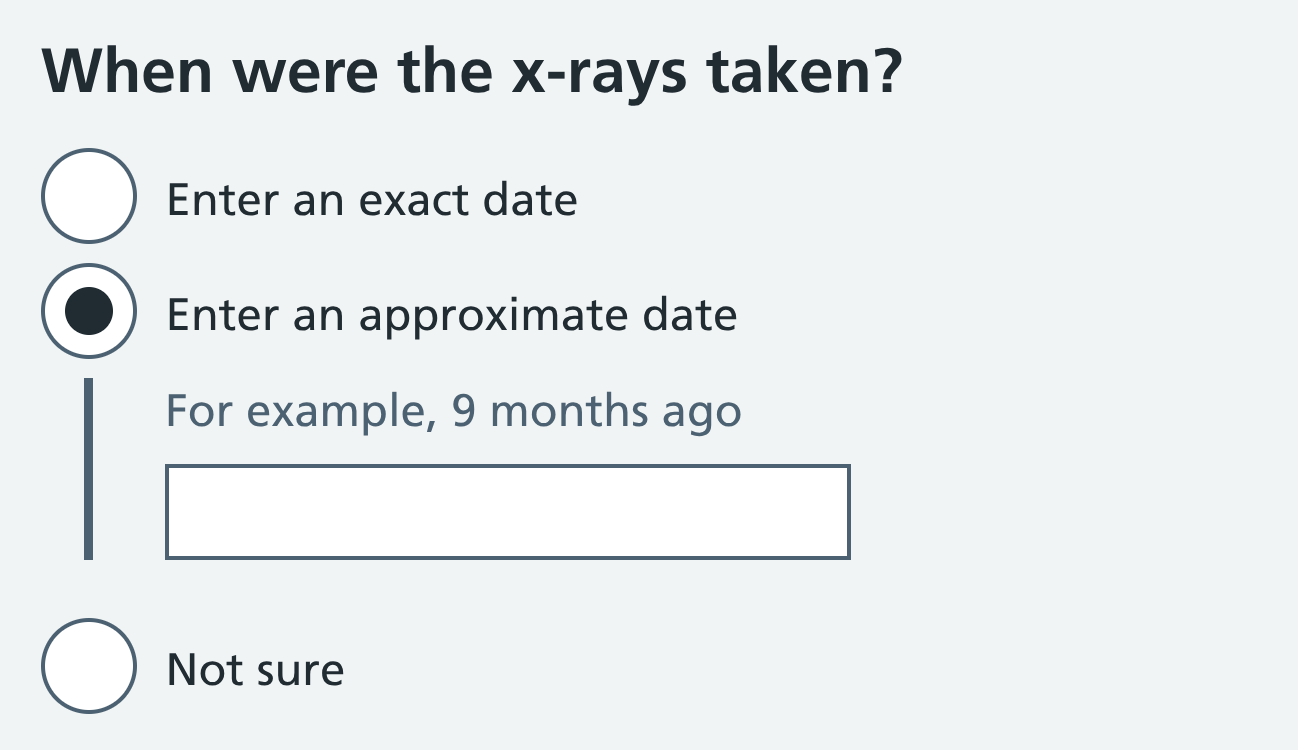 When were the x-rays taken?
Enter an exact date
Enter an approximate date
For example, 9 months ago
Not sure